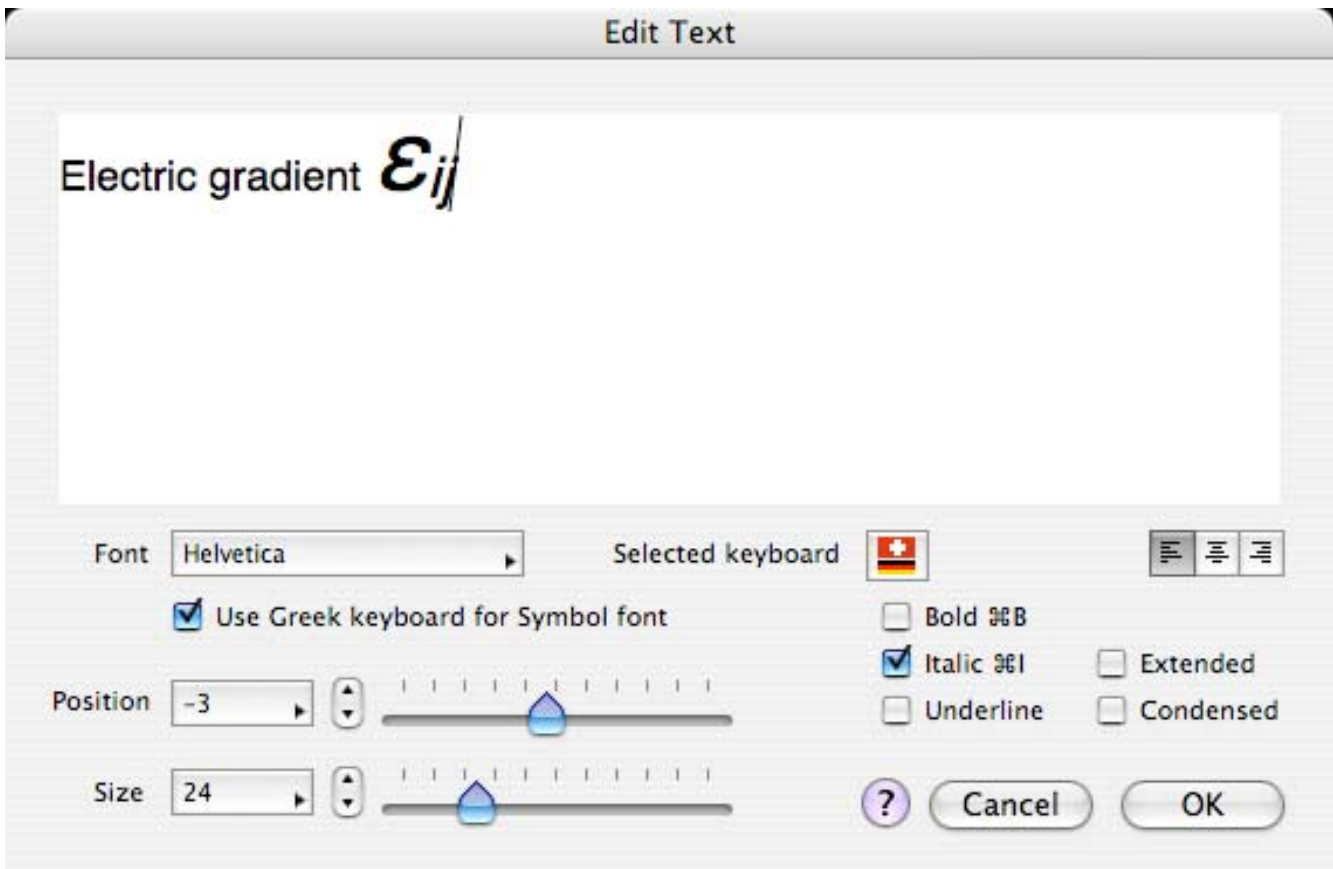 Edit Text
Electric gradient εij
Font Helvetica Selected keyboard
Use Greek keyboard for Symbol font Bold ⌘B
Italic ⌘I Extended
Position -3 Underline Condensed
Size 24 ? Cancel OK